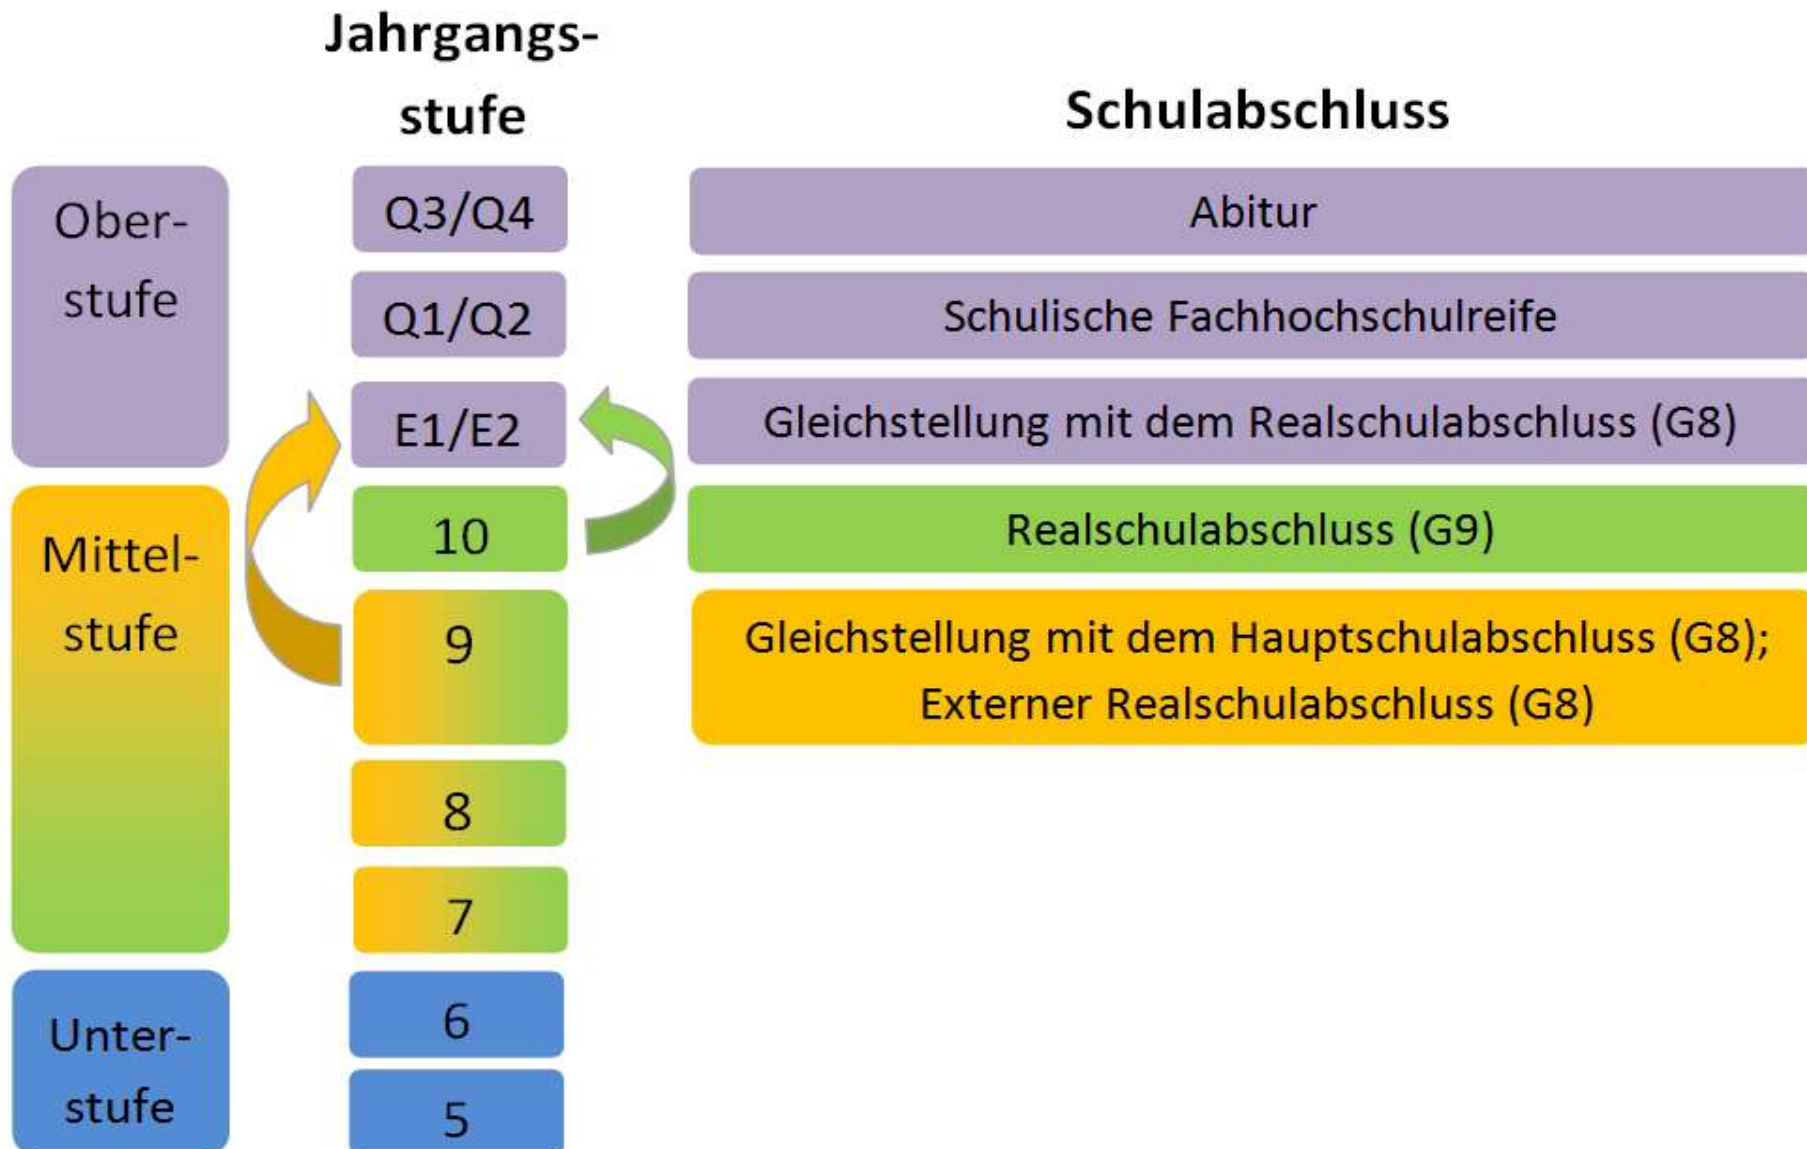 Jahrgangs-
stufe
Schulabschluss
Ober-
stufe
Q3/Q4
Abitur
Q1/Q2
Schulische Fachhochschulreife
E1/E2
Gleichstellung mit dem Realschulabschluss (G8)
Mittel-
stufe
10
Realschulabschluss (G9)
9
Gleichstellung mit dem Hauptschulabschluss (G8);
Externer Realschulabschluss (G8)
8
7
Unter-
stufe
6
5